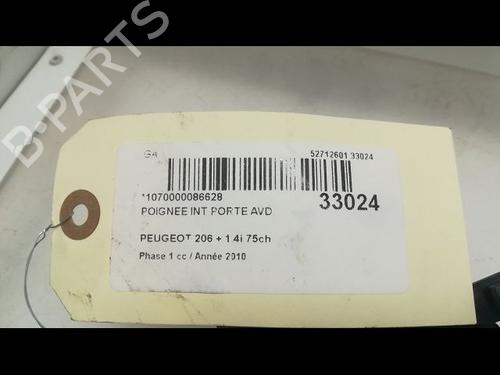 GA 52712601 33024
*1070000086628
33024
POIGNEE INT PORTE AVD
PEUGEOT 206 + 1.4i 75ch
Phase 1 cc / Année 2010
B-PARTS